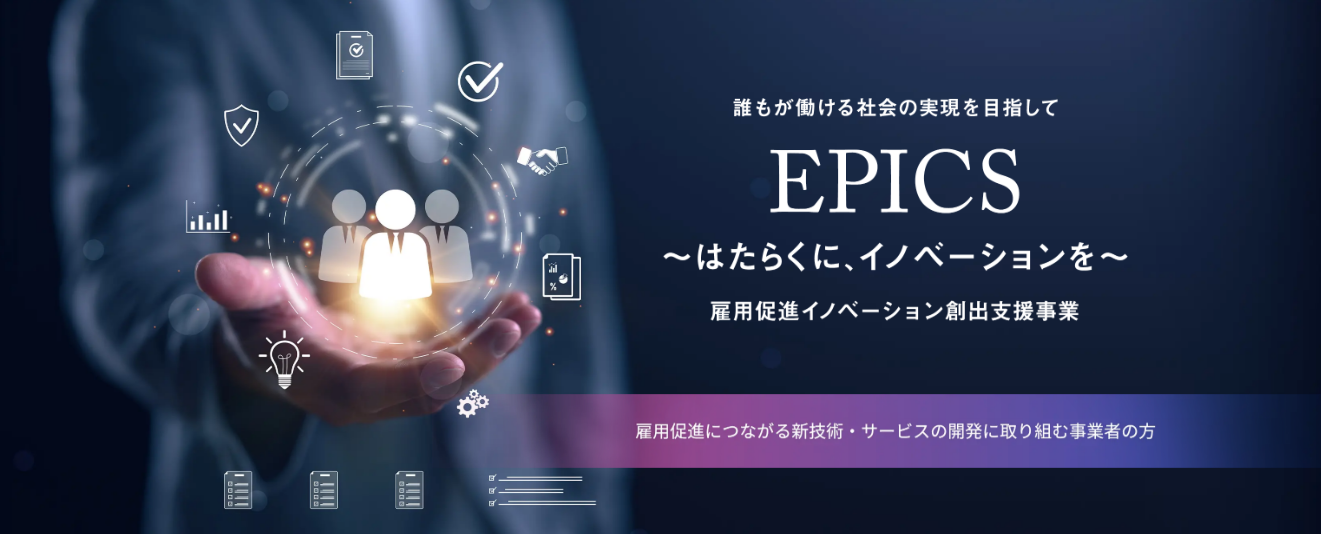 誰もが働ける社会の実現を目指して
EPICS
～はたらくに、イノベーションを～
雇用促進イノベーション創出支援事業
雇用促進につながる新技術・サービスの開発に取り組む事業者の方
%